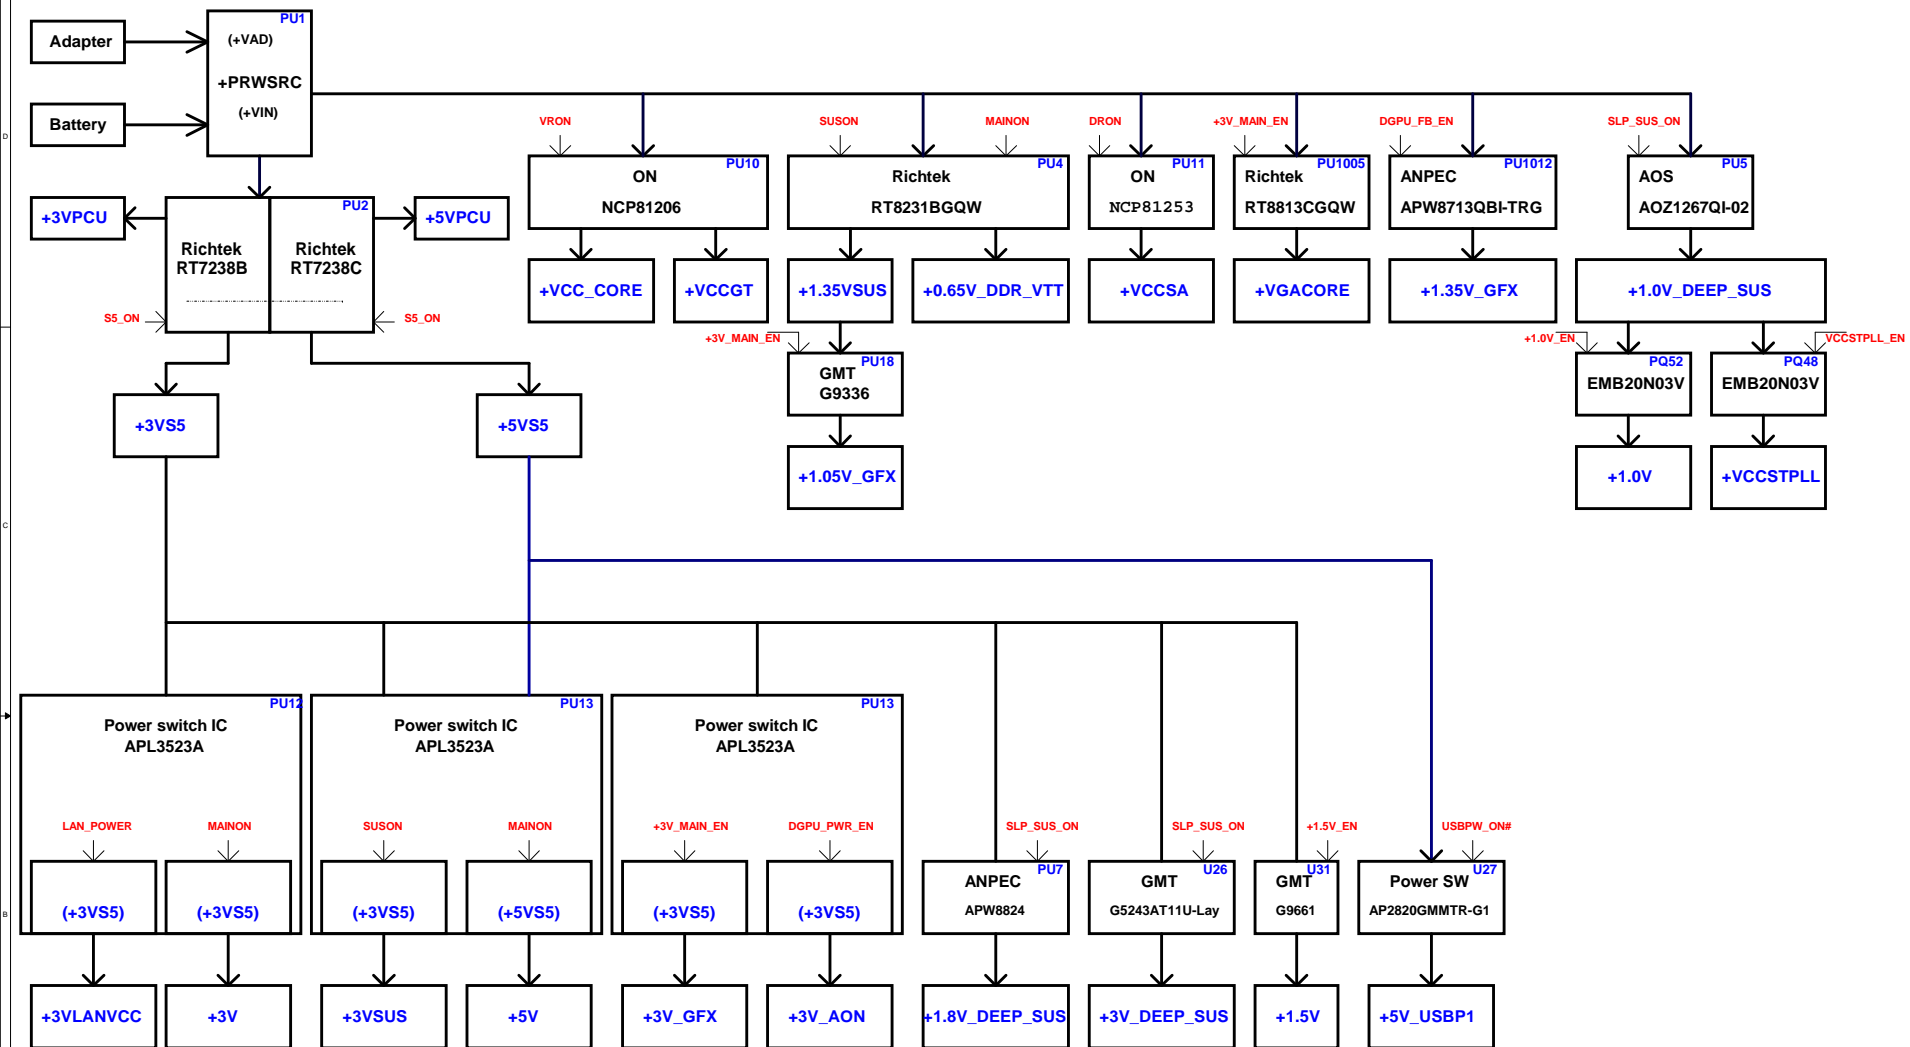 PU1
Adapter
(+VAD)
+PRWSRC
(+VIN)
Battery
VRON
SUSON
MAINON
DRON
+3V_MAIN_EN
DGPU_FB_EN
SLP_SUS_ON
D
PU10
ON
NCP81206
PU4
Richtek
RT8231BGQW
PU11
ON
NCP81253
PU1005
Richtek
RT8813CGQW
PU1012
ANPEC
APW8713QBI-TRG
PU5
AOS
AOZ1267QI-02
+3VPCU
PU2
+5VPCU
Richtek
RT7238B
Richtek
RT7238C
S5_ON
S5_ON
+VCC_CORE
+VCCGT
+1.35VSUS
+0.65V_DDR_VTT
+VCCSA
+VGACORE
+1.35V_GFX
+1.0V_DEEP_SUS
+3V_MAIN_EN
+1.0V_EN
VCCSTPLL_EN
PU18
GMT
G9336
PQ52
EMB20N03V
PQ48
EMB20N03V
+3VS5
+5VS5
+1.05V_GFX
+1.0V
+VCCSTPLL
C
PU12
Power switch IC
APL3523A
PU13
Power switch IC
APL3523A
PU13
Power switch IC
APL3523A
LAN_POWER
MAINON
SUSON
MAINON
+3V_MAIN_EN
DGPU_PWR_EN
SLP_SUS_ON
SLP_SUS_ON
+1.5V_EN
USBPW_ON#
(+3VS5)
(+3VS5)
(+3VS5)
(+5VS5)
(+3VS5)
(+3VS5)
PU7
ANPEC
APW8824
U26
GMT
G5243AT11U-Lay
U31
GMT
G9661
U27
Power SW
AP2820GMMTR-G1
B
+3VLANVCC
+3V
+3VSUS
+5V
+3V_GFX
+3V_AON
+1.8V_DEEP_SUS
+3V_DEEP_SUS
+1.5V
+5V_USBP1